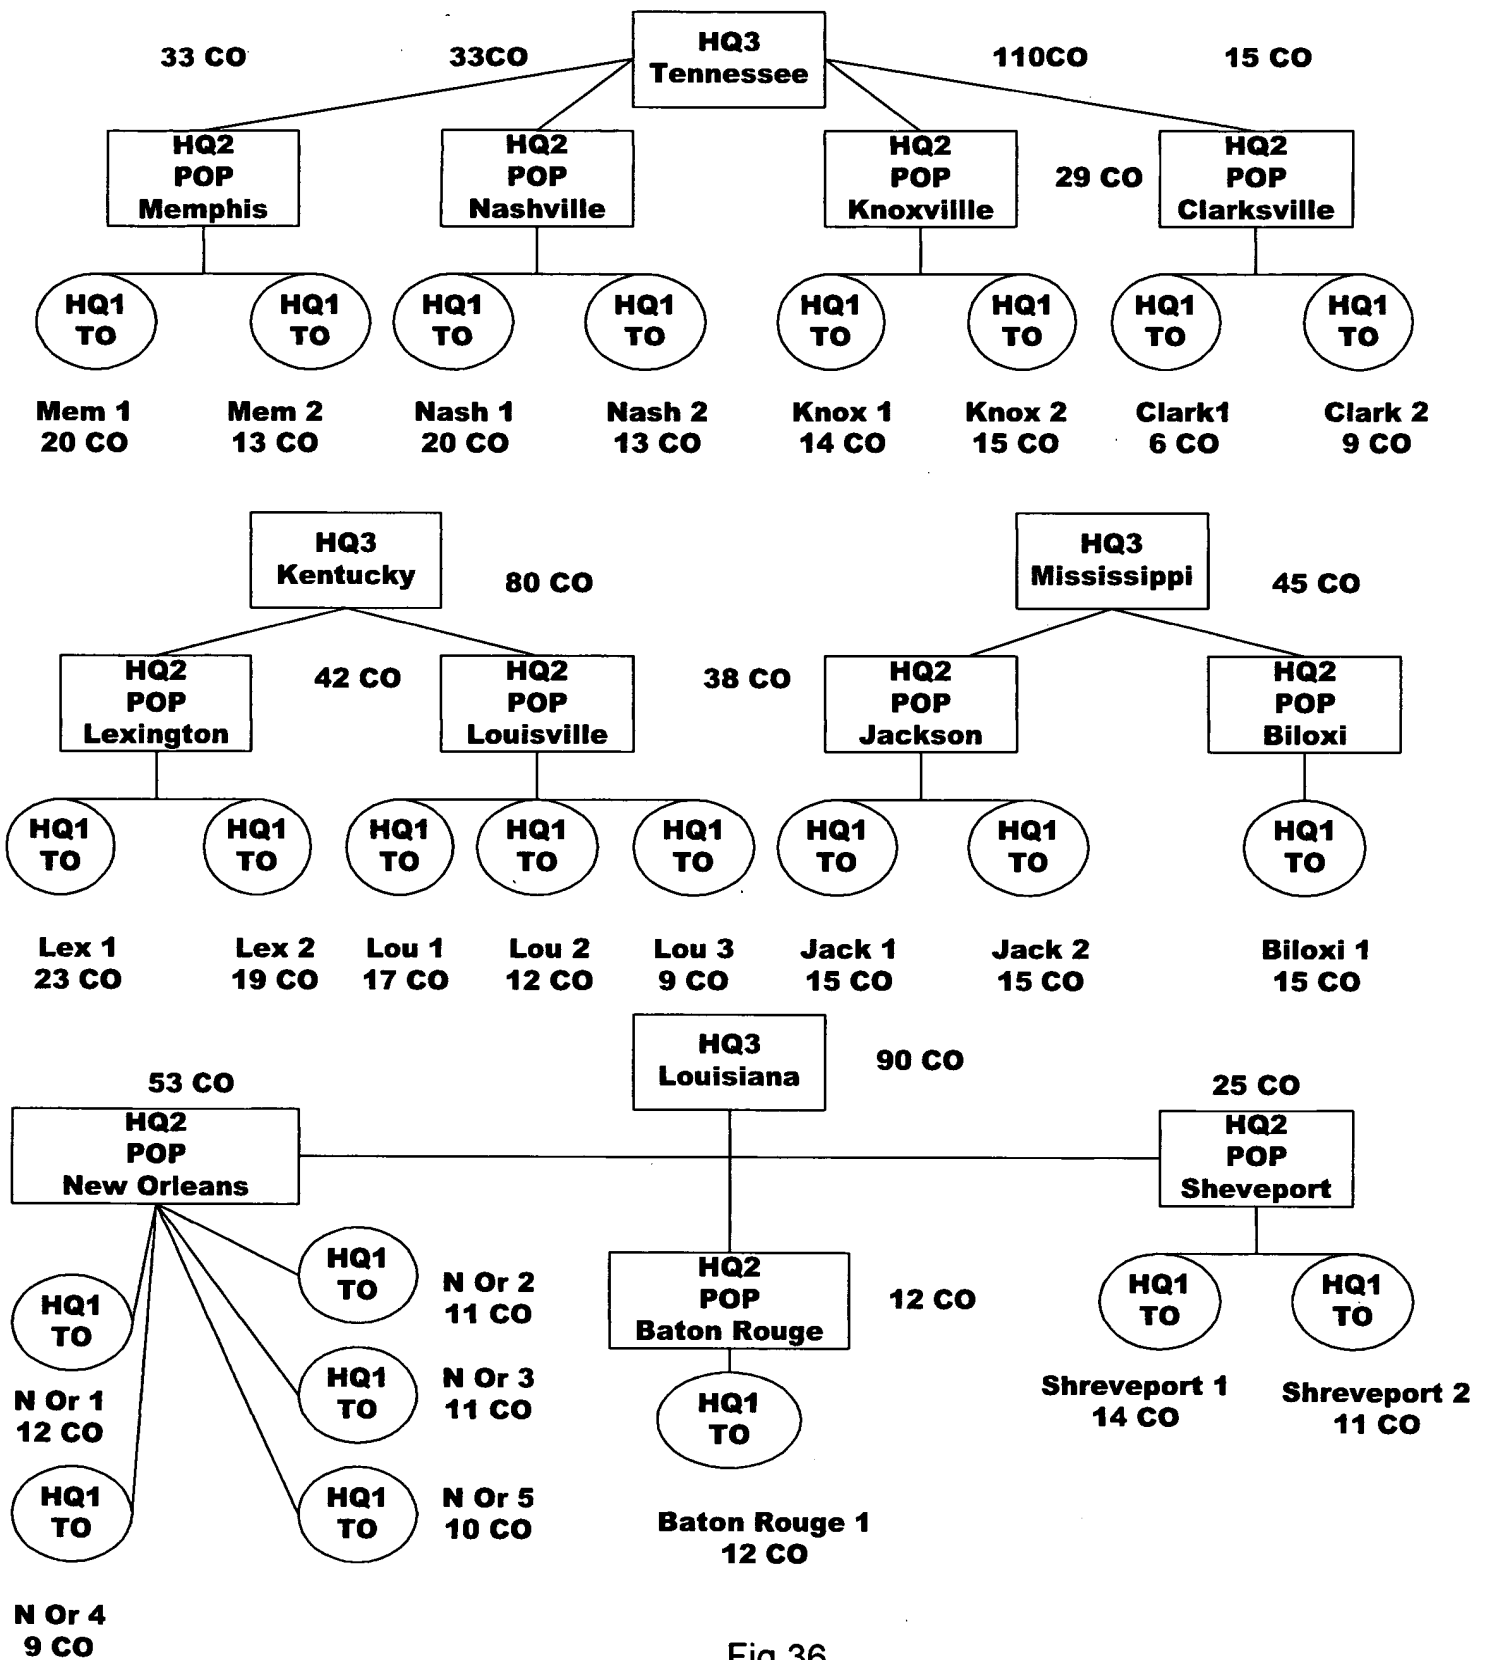 HQ3
Tennessee
33 CO
33CO
110CO
15 CO
HQ2
POP
Memphis
HQ2
POP
Nashville
HQ2
POP
Knoxvillle
29 CO
HQ2
POP
Clarksville
HQ1
TO
HQ1
TO
HQ1
TO
HQ1
TO
HQ1
TO
HQ1
TO
HQ1
TO
HQ1
TO
Mem 1
20 CO
Mem 2
13 CO
Nash 1
20 CO
Nash 2
13 CO
Knox 1
14 CO
Knox 2
15 CO
Clark1
6 CO
Clark 2
9 CO
HQ3
Kentucky
80 CO
HQ3
Mississippi
45 CO
HQ2
POP
Lexington
42 CO
HQ2
POP
Louisville
38 CO
HQ2
POP
Jackson
HQ2
POP
Biloxi
HQ1
TO
HQ1
TO
HQ1
TO
HQ1
TO
HQ1
TO
HQ1
TO
HQ1
TO
HQ1
TO
Lex 1
23 CO
Lex 2
19 CO
Lou 1
17 CO
Lou 2
12 CO
Lou 3
9 CO
Jack 1
15 CO
Jack 2
15 CO
Biloxi 1
15 CO
HQ3
Louisiana
90 CO
53 CO
HQ2
POP
New Orleans
25 CO
HQ2
POP
Sheveport
HQ1
TO
N Or 1
12 CO
HQ1
TO
N Or 2
11 CO
HQ1
TO
N Or 3
11 CO
HQ1
TO
N Or 4
9 CO
HQ1
TO
N Or 5
10 CO
HQ2
POP
Baton Rouge
12 CO
HQ1
TO
Baton Rouge 1
12 CO
HQ1
TO
HQ1
TO
Shreveport 1
14 CO
Shreveport 2
11 CO
Fig 36